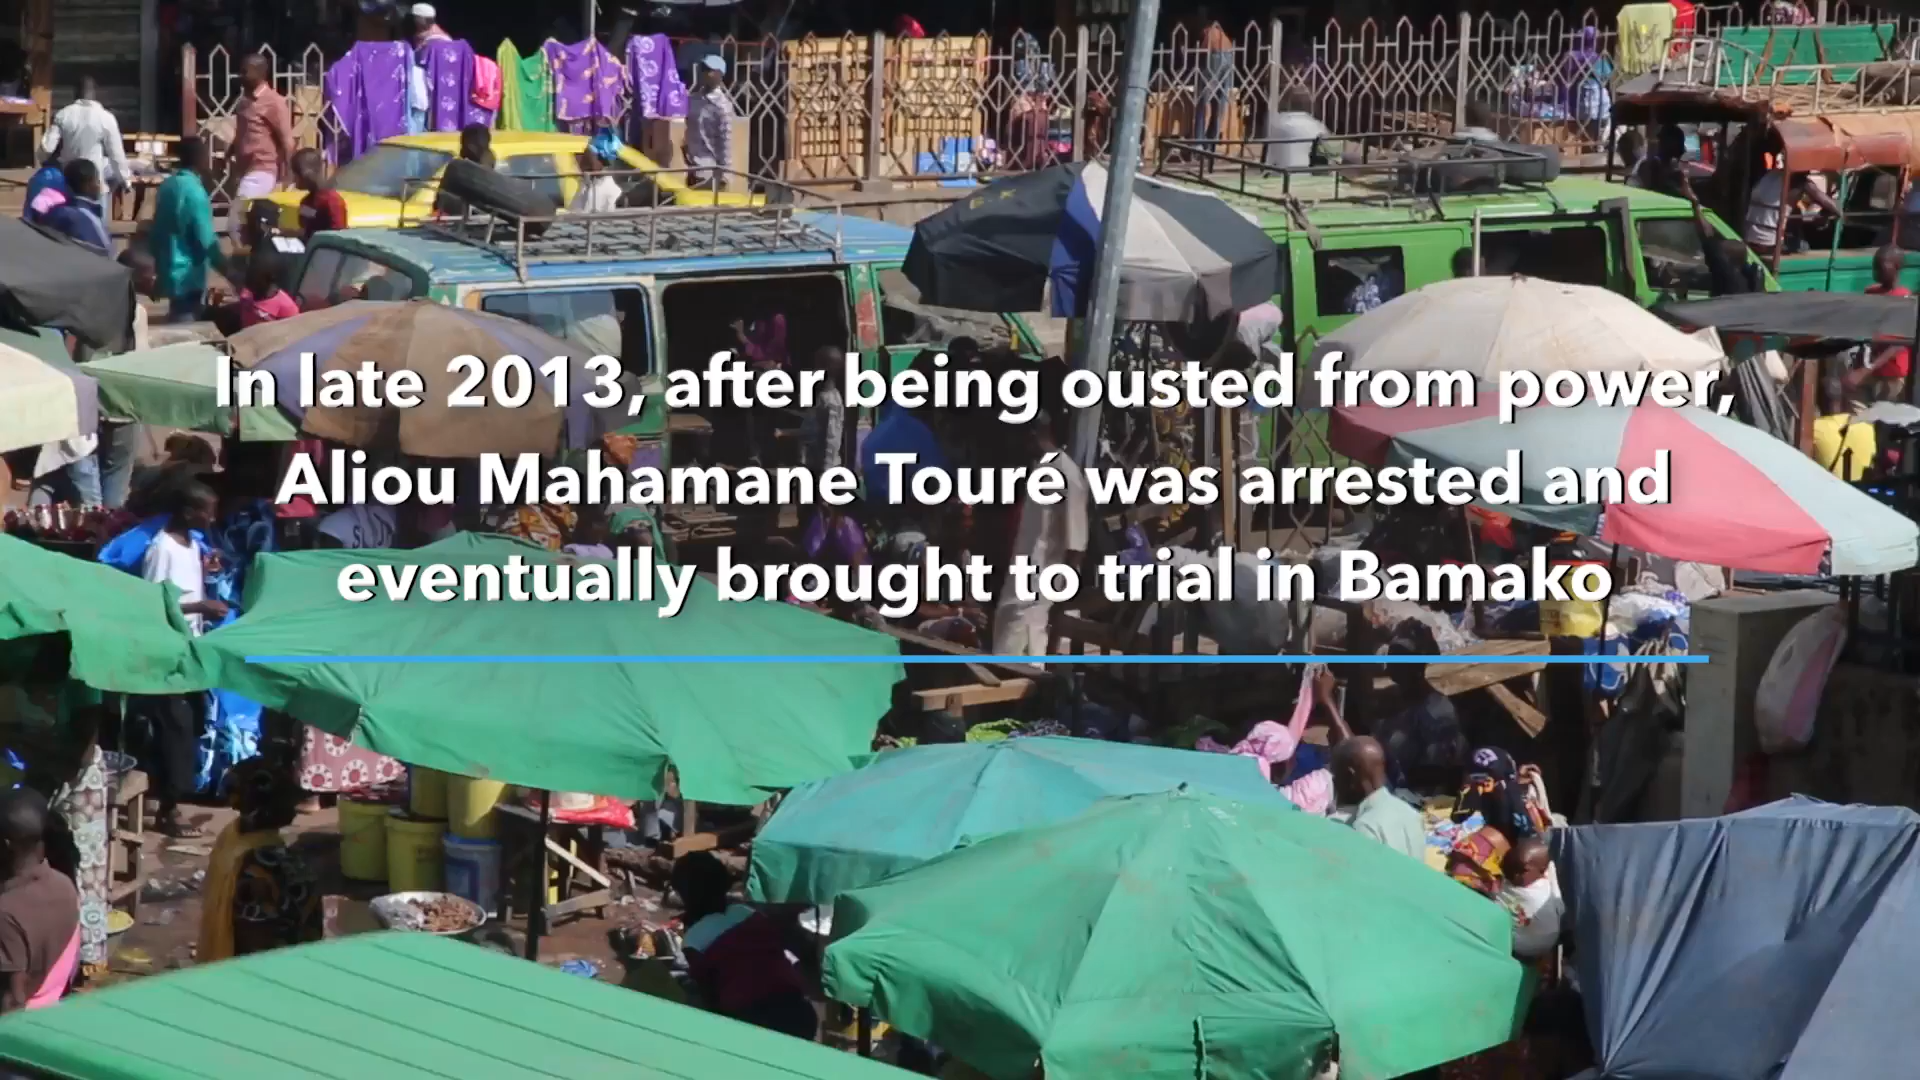 In late 2013, after being ousted from power,
Aliou Mahamane Touré was arrested and
eventually brought to trial in Bamako